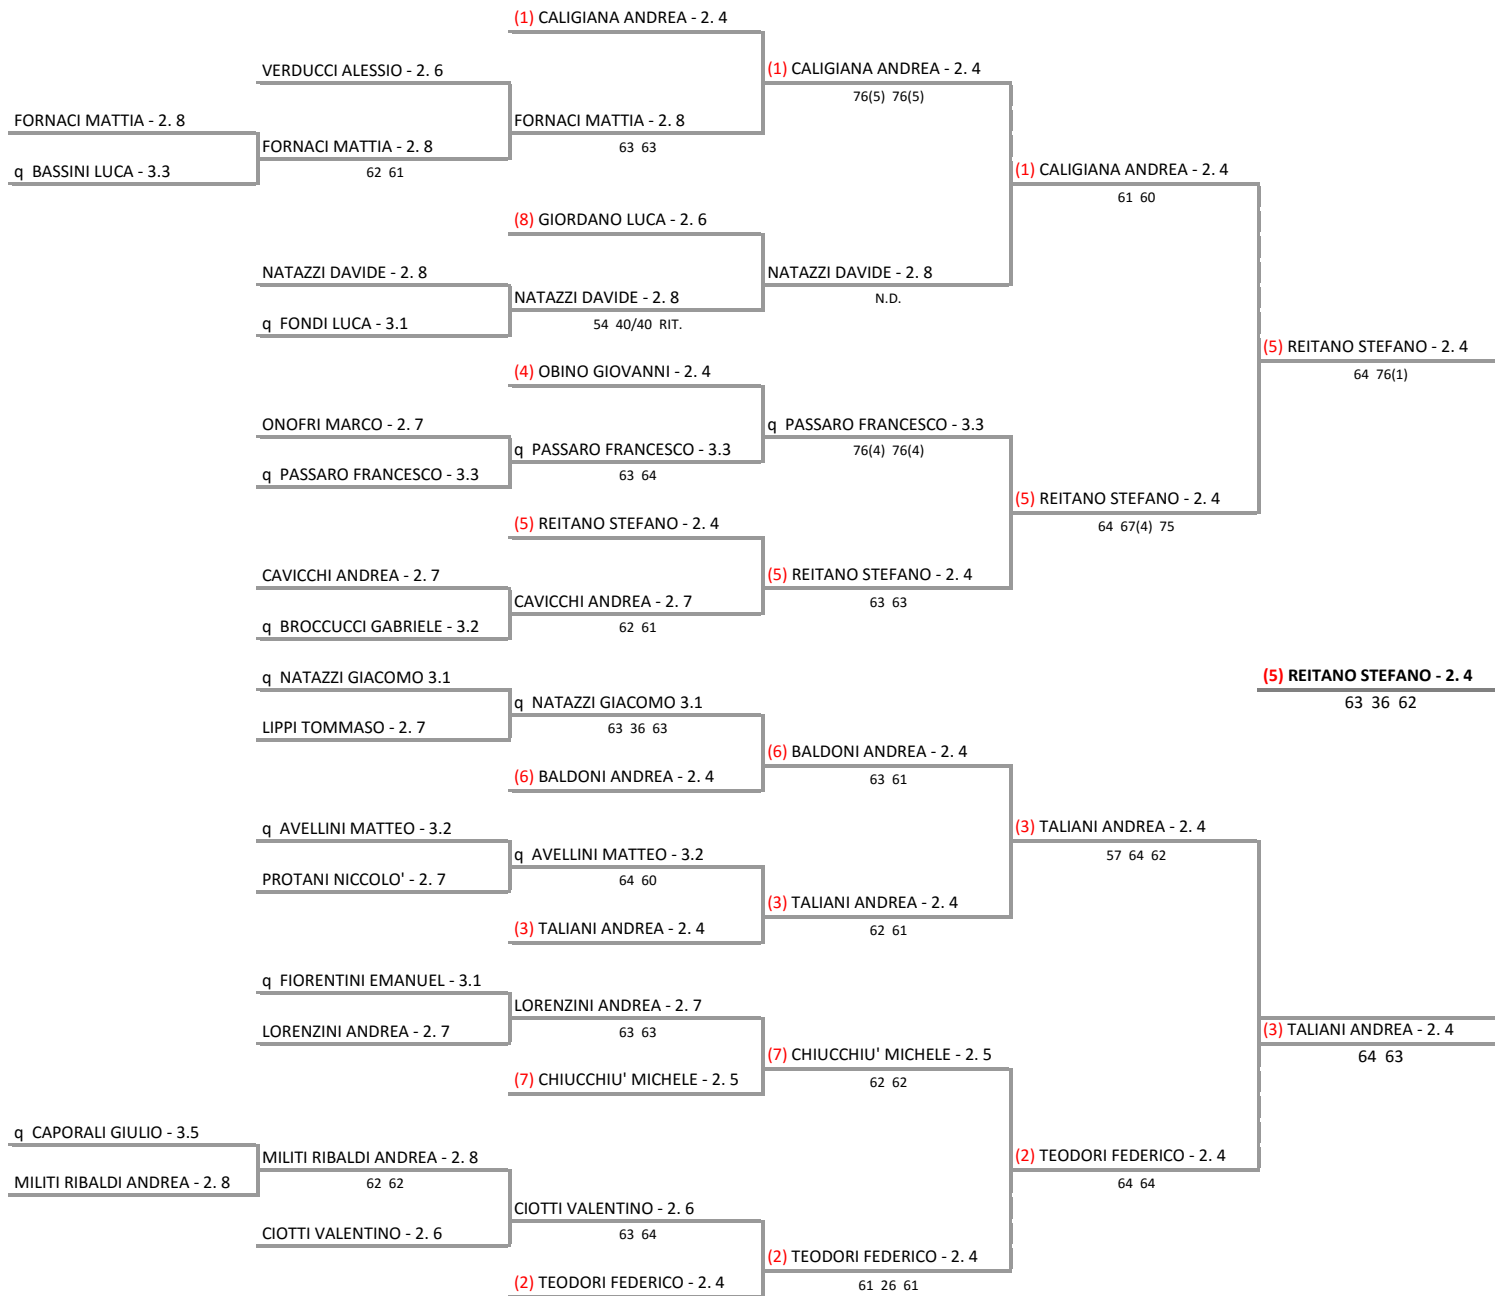 (1) CALIGIANA ANDREA - 2. 4
VERDUCCI ALESSIO - 2. 6
(1) CALIGIANA ANDREA - 2. 4
76(5) 76(5)
FORNACI MATTIA - 2. 8
FORNACI MATTIA - 2. 8
FORNACI MATTIA - 2. 8
63 63
q BASSINI LUCA - 3.3
62 61
(1) CALIGIANA ANDREA - 2. 4
61 60
(8) GIORDANO LUCA - 2. 6
NATAZZI DAVIDE - 2. 8
NATAZZI DAVIDE - 2. 8
N.D.
NATAZZI DAVIDE - 2. 8
54 40/40 RIT.
q FONDI LUCA - 3.1
(5) REITANO STEFANO - 2. 4
64 76(1)
(4) OBINO GIOVANNI - 2. 4
ONOFRI MARCO - 2. 7
q PASSARO FRANCESCO - 3.3
76(4) 76(4)
q PASSARO FRANCESCO - 3.3
63 64
q PASSARO FRANCESCO - 3.3
(5) REITANO STEFANO - 2. 4
64 67(4) 75
(5) REITANO STEFANO - 2. 4
CAVICCHI ANDREA - 2. 7
(5) REITANO STEFANO - 2. 4
63 63
CAVICCHI ANDREA - 2. 7
62 61
q BROCCUCCI GABRIELE - 3.2
q NATAZZI GIACOMO 3.1
(5) REITANO STEFANO - 2. 4
63 36 62
q NATAZZI GIACOMO 3.1
63 36 63
LIPPI TOMMASO - 2. 7
(6) BALDONI ANDREA - 2. 4
63 61
(6) BALDONI ANDREA - 2. 4
q AVELLINI MATTEO - 3.2
(3) TALIANI ANDREA - 2. 4
57 64 62
q AVELLINI MATTEO - 3.2
64 60
PROTANI NICCOLO' - 2. 7
(3) TALIANI ANDREA - 2. 4
62 61
(3) TALIANI ANDREA - 2. 4
q FIORENTINI EMANUEL - 3.1
LORENZINI ANDREA - 2. 7
63 63
LORENZINI ANDREA - 2. 7
(3) TALIANI ANDREA - 2. 4
64 63
(7) CHIUCCHIU' MICHELE - 2. 5
62 62
(7) CHIUCCHIU' MICHELE - 2. 5
q CAPORALI GIULIO - 3.5
MILITI RIBALDI ANDREA - 2. 8
62 62
(2) TEODORI FEDERICO - 2. 4
64 64
MILITI RIBALDI ANDREA - 2. 8
CIOTTI VALENTINO - 2. 6
63 64
CIOTTI VALENTINO - 2. 6
(2) TEODORI FEDERICO - 2. 4
61 26 61
(2) TEODORI FEDERICO - 2. 4